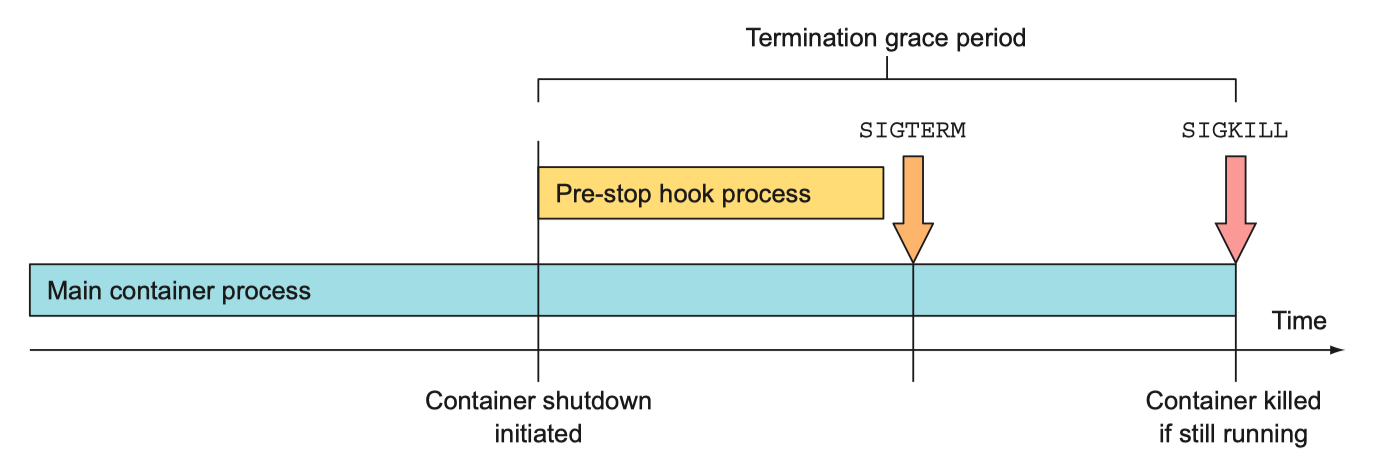 Termination grace period
SIGTERM
SIGKILL
Pre-stop hook process
Main container process
Time
Container shutdown
initiated
Container killed
if still running